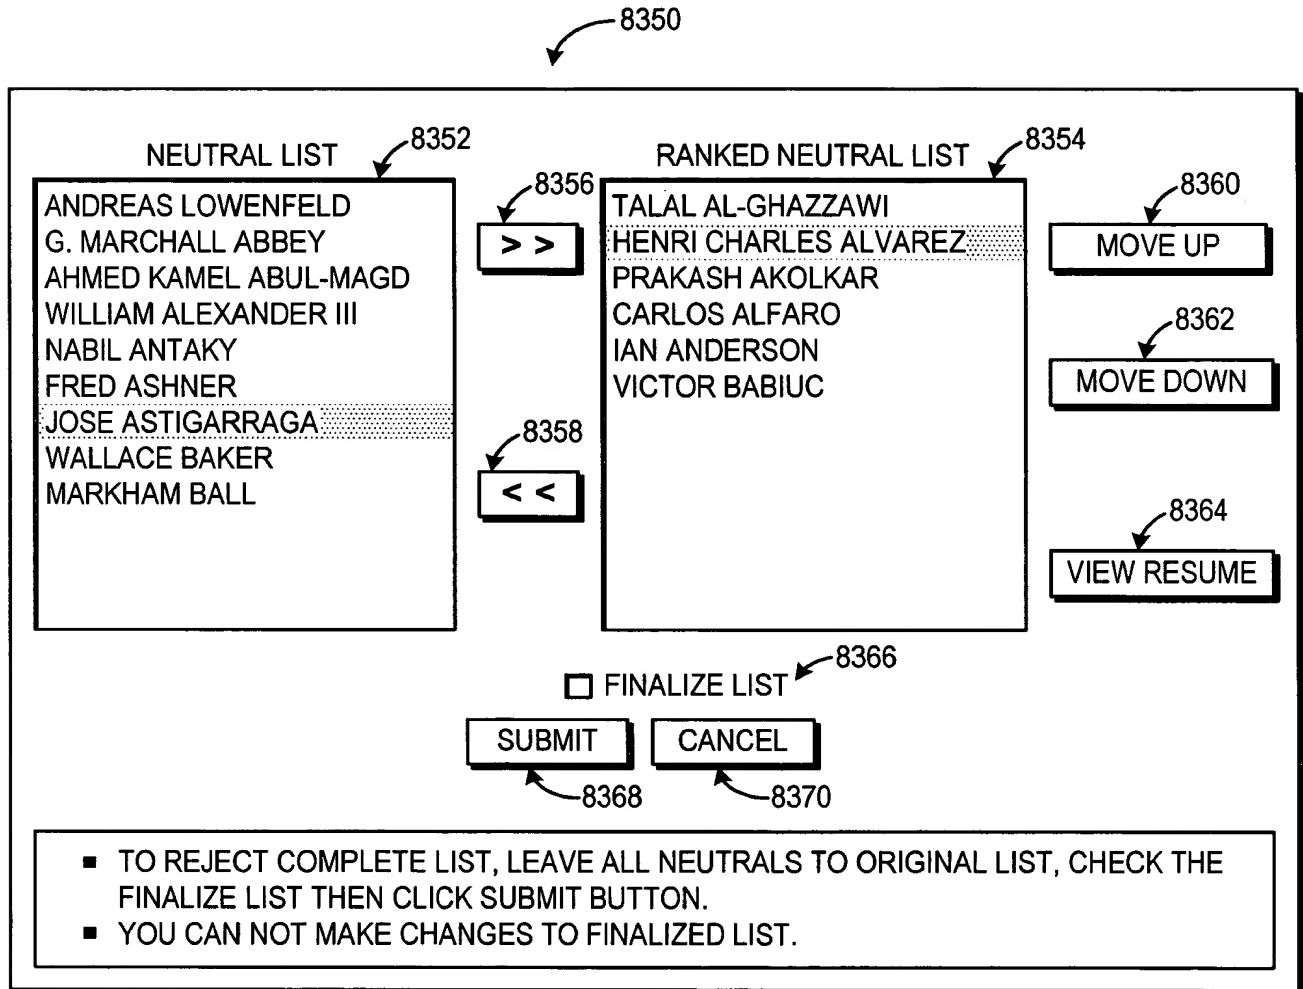 8350
NEUTRAL LIST
8352
RANKED NEUTRAL LIST
8354
ANDREAS LOWENFELD
G. MARCHALL ABBEY
AHMED KAMEL ABUL-MAGD
WILLIAM ALEXANDER III
NABIL ANTAKY
FRED ASHNER
JOSE ASTIGARRAGA
WALLACE BAKER
MARKHAM BALL
8356
> >
8358
< <
TALAL AL-GHAZZAWI
HENRI CHARLES ALVAREZ
PRAKASH AKOLKAR
CARLOS ALFARO
IAN ANDERSON
VICTOR BABIUC
8360
MOVE UP
8362
MOVE DOWN
8364
VIEW RESUME
8366
FINALIZE LIST
SUBMIT
CANCEL
8368
8370
▪ TO REJECT COMPLETE LIST, LEAVE ALL NEUTRALS TO ORIGINAL LIST, CHECK THE
FINALIZE LIST THEN CLICK SUBMIT BUTTON.
▪ YOU CAN NOT MAKE CHANGES TO FINALIZED LIST.